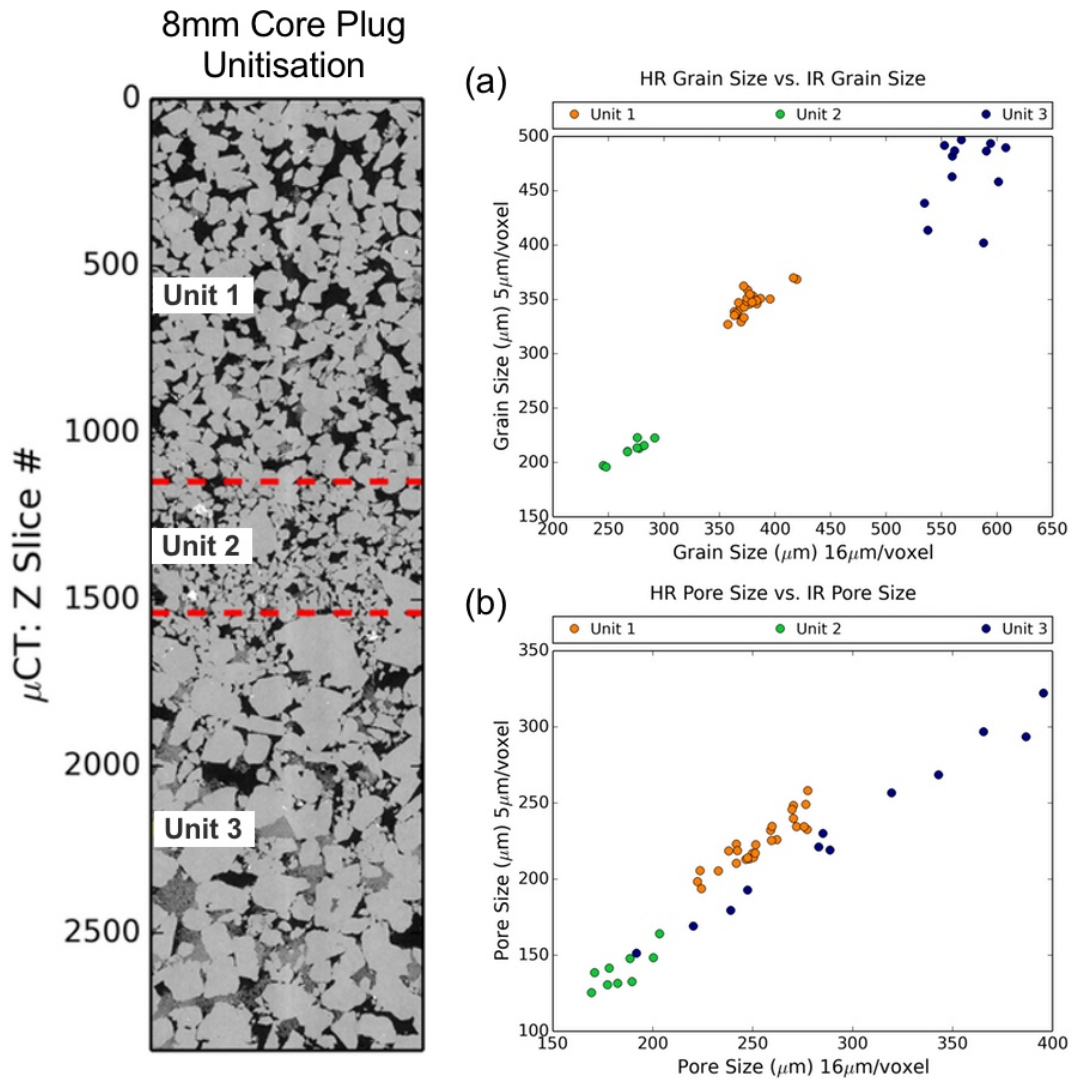 8mm Core Plug
Unitisation
0
500
1000
1500
2000
2500
μCT: Z Slice #
Unit 1
Unit 2
Unit 3
(a)
HR Grain Size vs. IR Grain Size
Unit 1 Unit 2 Unit 3
500
450
400
350
300
250
200
150
Grain Size (μm) 5μm/voxel
200 250 300 350 400 450 500 550 600 650
Grain Size (μm) 16μm/voxel
(b)
HR Pore Size vs. IR Pore Size
Unit 1 Unit 2 Unit 3
350
300
250
200
150
100
Pore Size (μm) 5μm/voxel
150 200 250 300 350 400
Pore Size (μm) 16μm/voxel